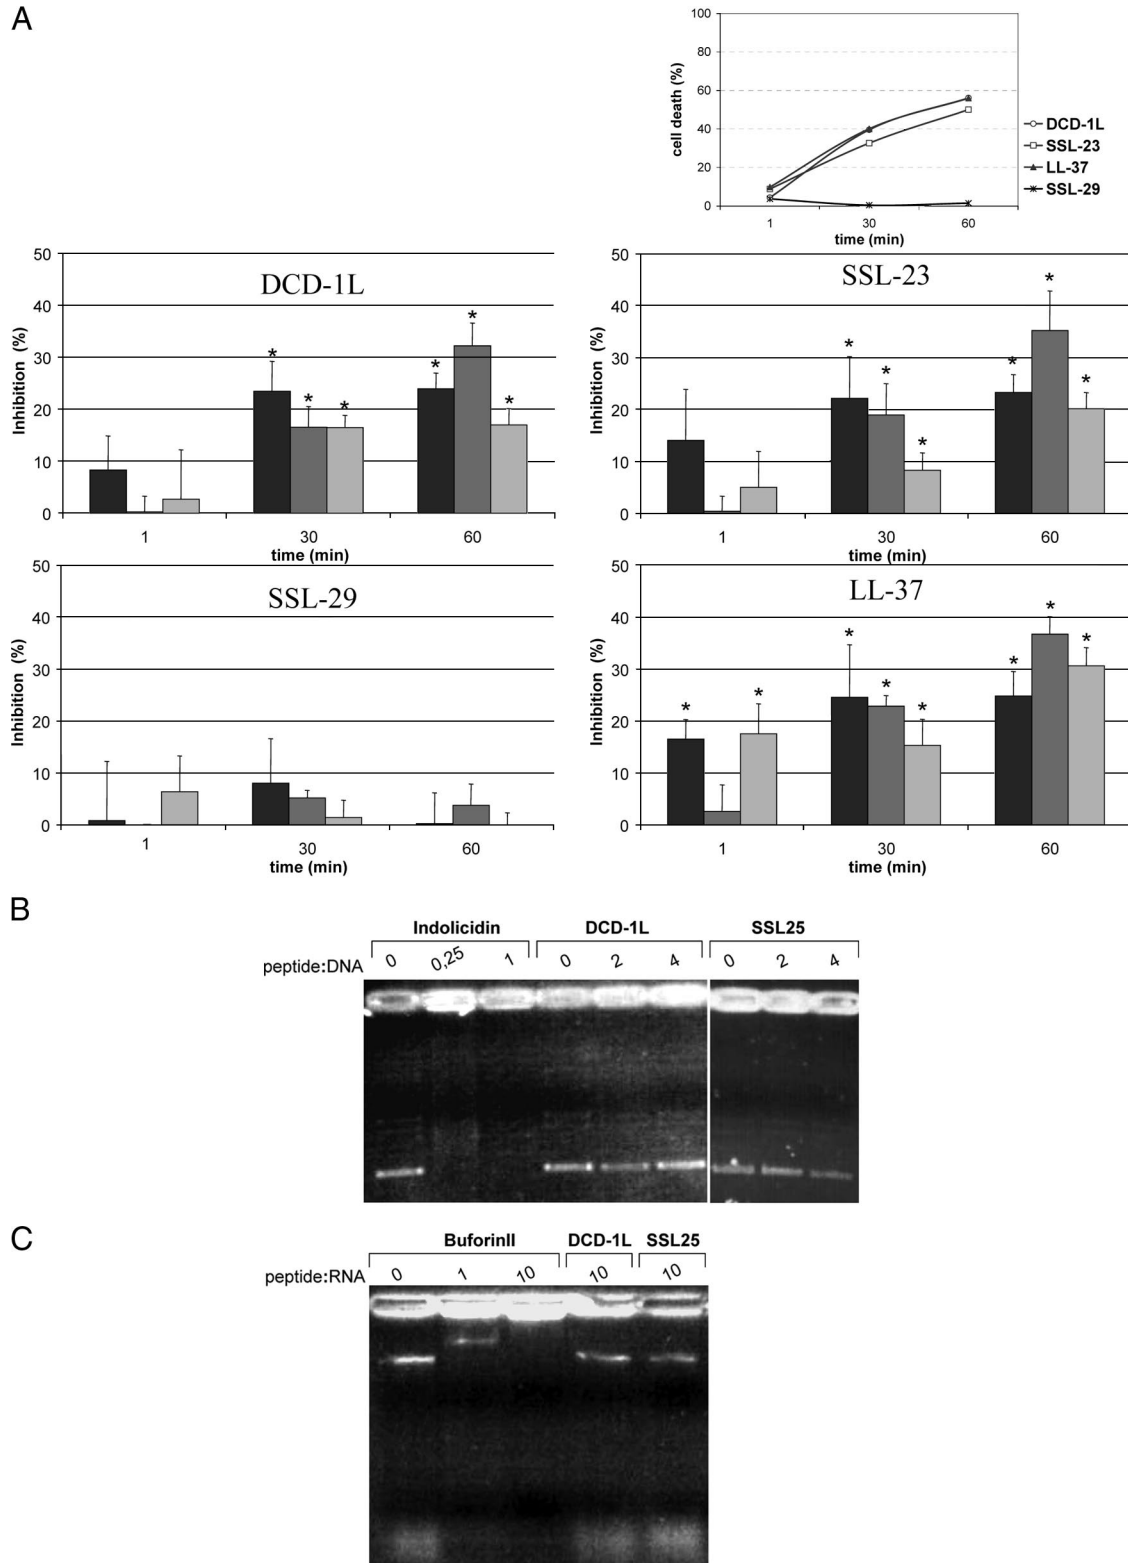 A
cell death (%)
100
80
60
40
20
0
1 30 60
time (min)
DCD-1L
SSL-23
LL-37
SSL-29
DCD-1L
Inhibition (%)
50
40
30
20
10
0
* * * * * *
1 30 60
time (min)
SSL-23
Inhibition (%)
50
40
30
20
10
0
* * * * * *
1 30 60
time (min)
SSL-29
Inhibition (%)
50
40
30
20
10
0
1 30 60
time (min)
LL-37
Inhibition (%)
50
40
30
20
10
0
* * * * * * * *
1 30 60
time (min)
B
Indolicidin DCD-1L SSL25
peptide:DNA 0 0,25 1 0 2 4 0 2 4
C
BuforinII DCD-1L SSL25
peptide:RNA 0 1 10 10 10